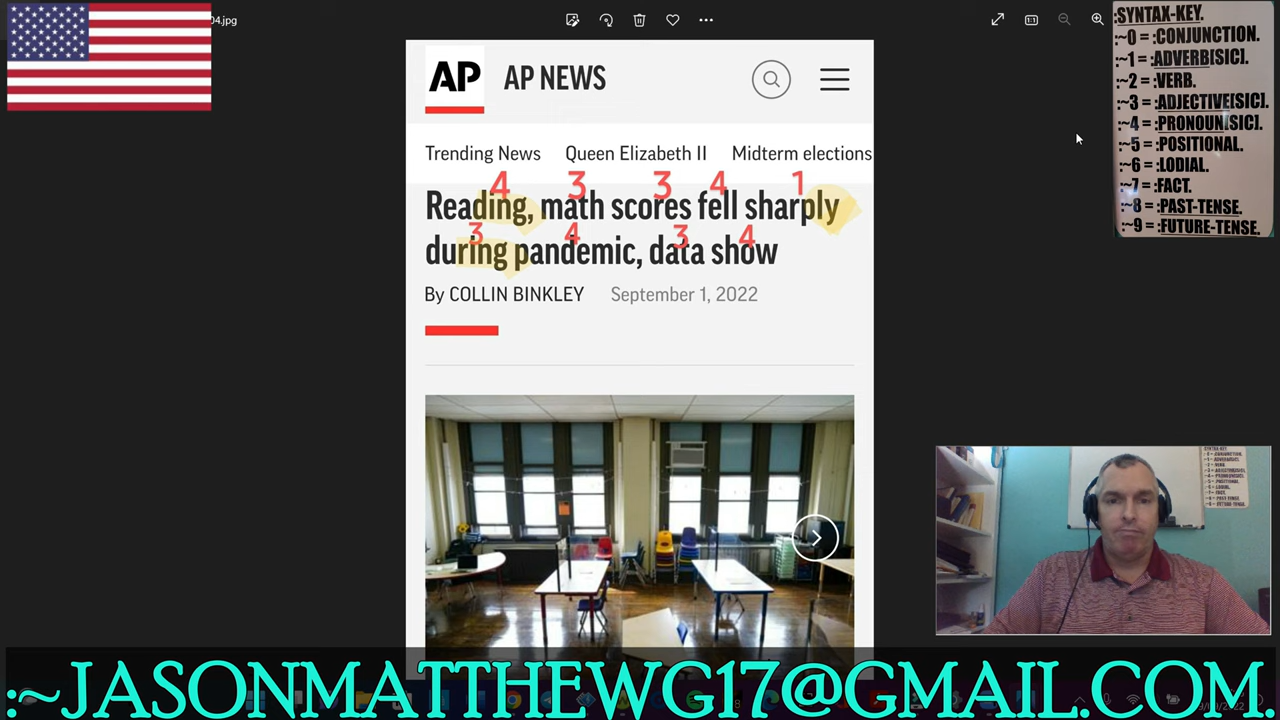 04.jpg
:SYNTAX-KEY.
:~0 = :CONJUNCTION.
:~1 = :ADVERB[SIC].
:~2 = :VERB.
:~3 = :ADJECTIVE[SIC].
:~4 = :PRONOUN[SIC].
:~5 = :POSITIONAL.
:~6 = :LODIAL.
:~7 = :FACT.
:~8 = :PAST-TENSE.
:~9 = :FUTURE-TENSE.
AP AP NEWS
Trending News Queen Elizabeth II Midterm elections
4 3 3 4 1
Reading, math scores fell sharply
3 4 3 4
during pandemic, data show
By COLLIN BINKLEY September 1, 2022
:~JASONMATTHEWG17@GMAIL.COM.